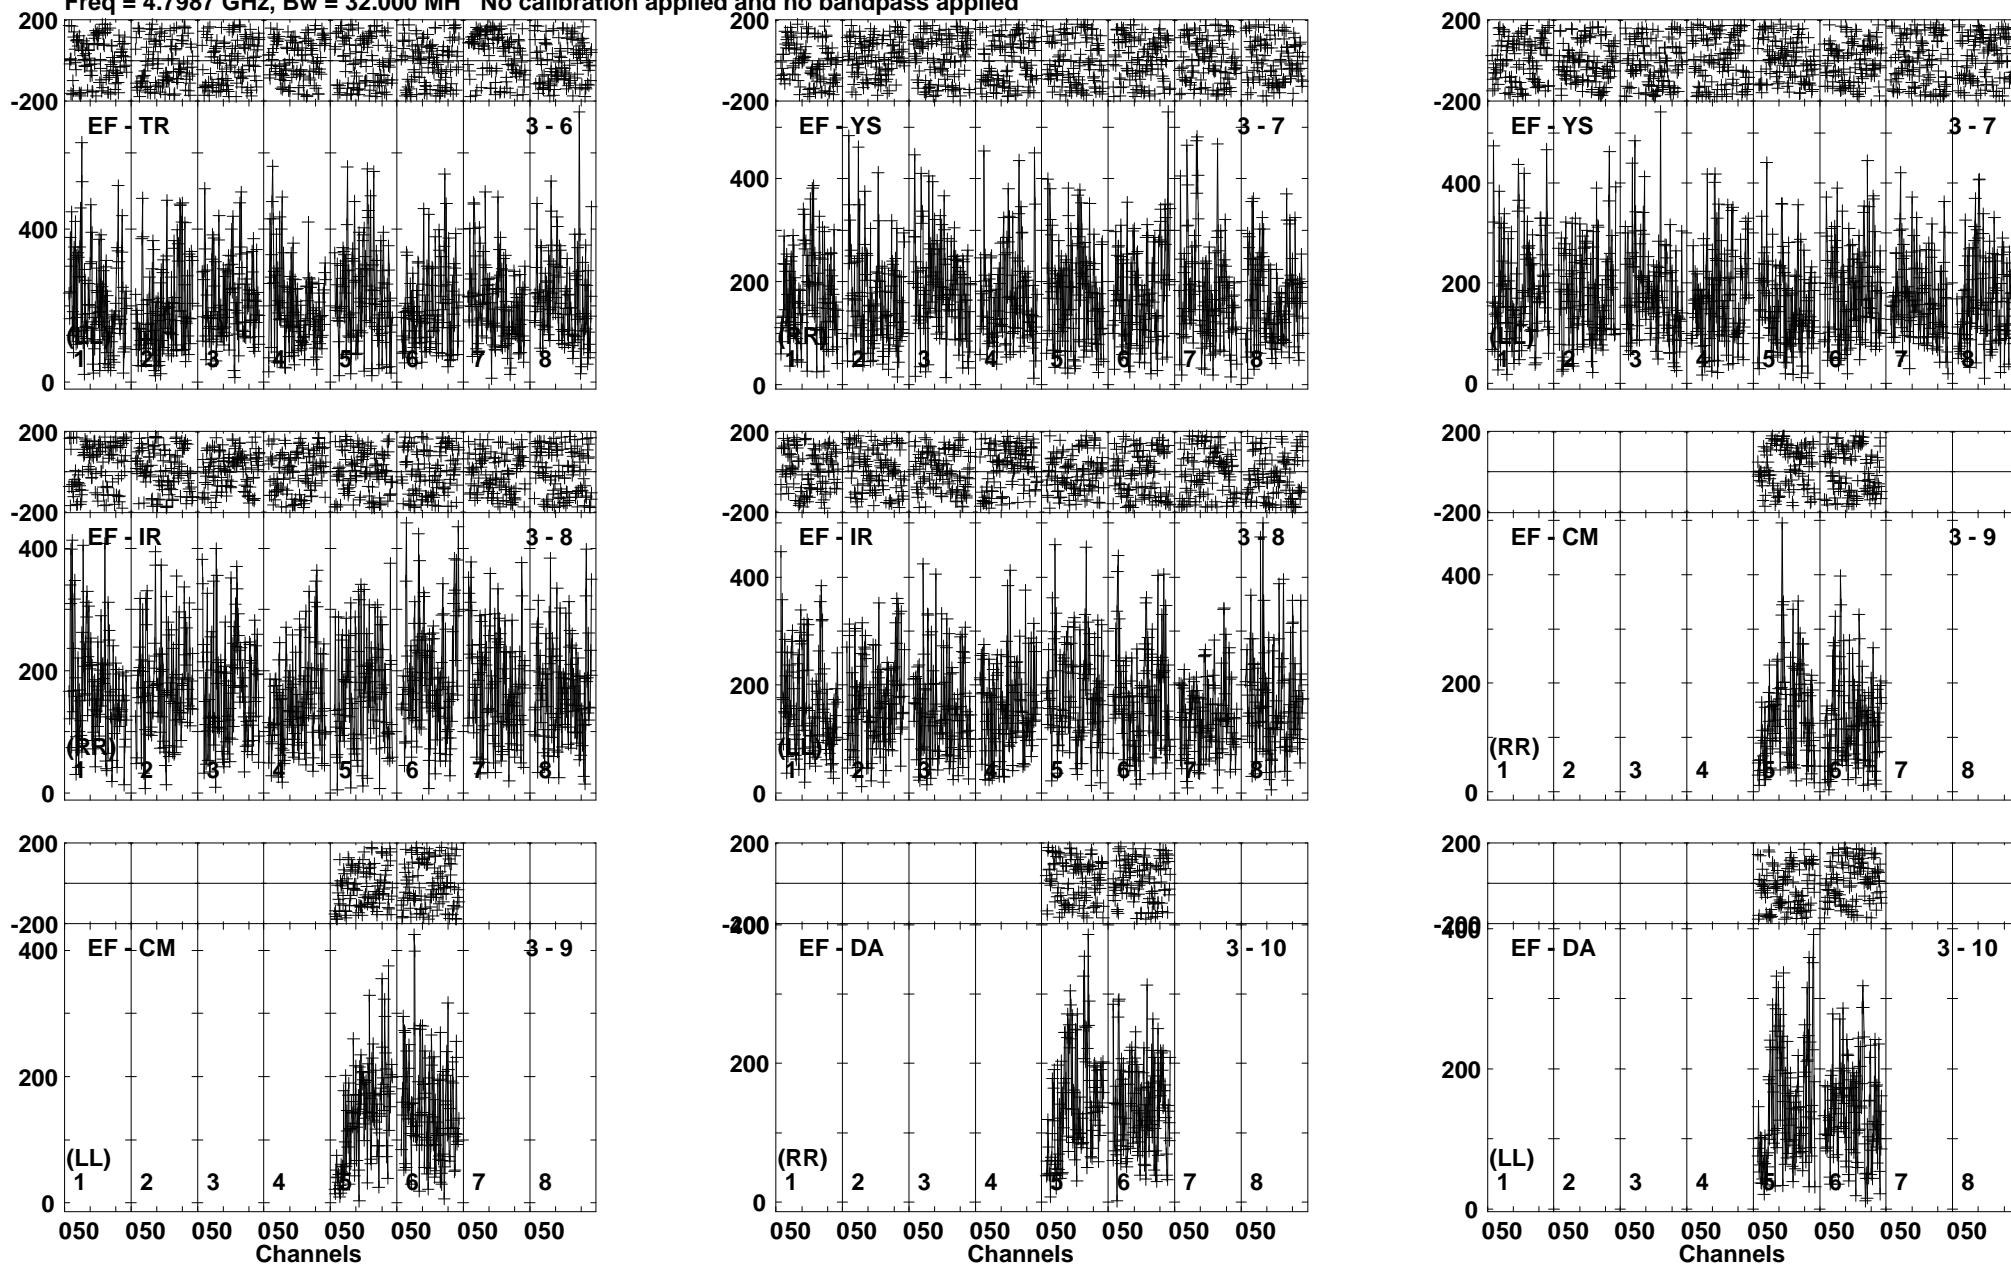 Freq = 4.7987 GHz, Bw = 32.000 MH   No calibration applied and no bandpass applied
200
-200
EF - TR 3 - 6
400
(LL)
1 2 3 4 5 6 7 8
0
200
-200
EF - YS 3 - 7
400
200
(RR)
1 2 3 4 5 6 7 8
0
200
-200
EF - YS 3 - 7
400
200
(LL)
1 2 3 4 5 6 7 8
0
200
-200
EF - IR 3 - 8
400
200
(RR)
1 2 3 4 5 6 7 8
0
200
-200
EF - IR 3 - 8
400
200
(LL)
1 2 3 4 5 6 7 8
0
200
-200
EF - CM 3 - 9
400
200
(RR)
1 2 3 4 5 6 7 8
0
200
-200
EF - CM 3 - 9
400
200
(LL)
1 2 3 4 5 6 7 8
0
050 050 050 050 050 050 050 050
Channels
200
-200
400
EF - DA 3 - 10
200
(RR)
1 2 3 4 5 6 7 8
0
050 050 050 050 050 050 050 050
Channels
200
-200
400
EF - DA 3 - 10
200
(LL)
1 2 3 4 5 6 7 8
0
050 050 050 050 050 050 050 050
Channels